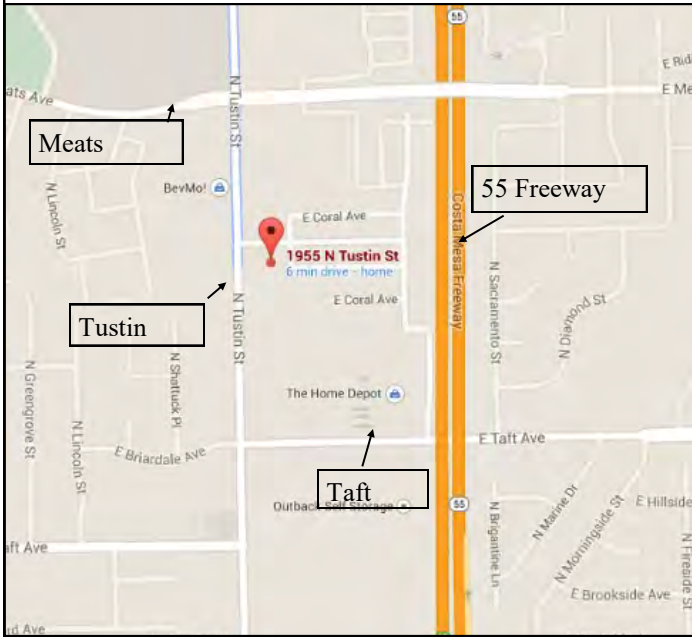 55
E Rid
ats Ave
E Me
N Tustin St
Meats
BevMo!
N Lincoln St
55 Freeway
E Coral Ave
1955 N Tustin St
6 min drive - home
Costa Mesa Freeway
E Coral Ave
N Sacramento St
N Diamond St
Tustin
N Tustin St
N Shattuck Pl
N Greengrove St
The Home Depot
N Lincoln St
E Briardale Ave
E Taft Ave
Taft
Outback Self Storage
55
N Brigantine Ln
N Marine Dr
N Morningside St
E Hillside
N Fireside St
aft Ave
E Brookside Ave
rd Ave